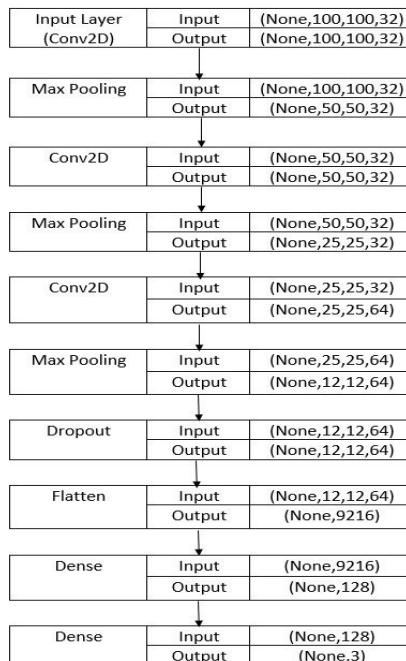 Input Layer (Conv2D) Input (None,100,100,32)
Output (None,100,100,32)
Max Pooling Input (None,100,100,32)
Output (None,50,50,32)
Conv2D Input (None,50,50,32)
Output (None,50,50,32)
Max Pooling Input (None,50,50,32)
Output (None,25,25,32)
Conv2D Input (None,25,25,32)
Output (None,25,25,64)
Max Pooling Input (None,25,25,64)
Output (None,12,12,64)
Dropout Input (None,12,12,64)
Output (None,12,12,64)
Flatten Input (None,12,12,64)
Output (None,9216)
Dense Input (None,9216)
Output (None,128)
Dense Input (None,128)
Output (None,3)